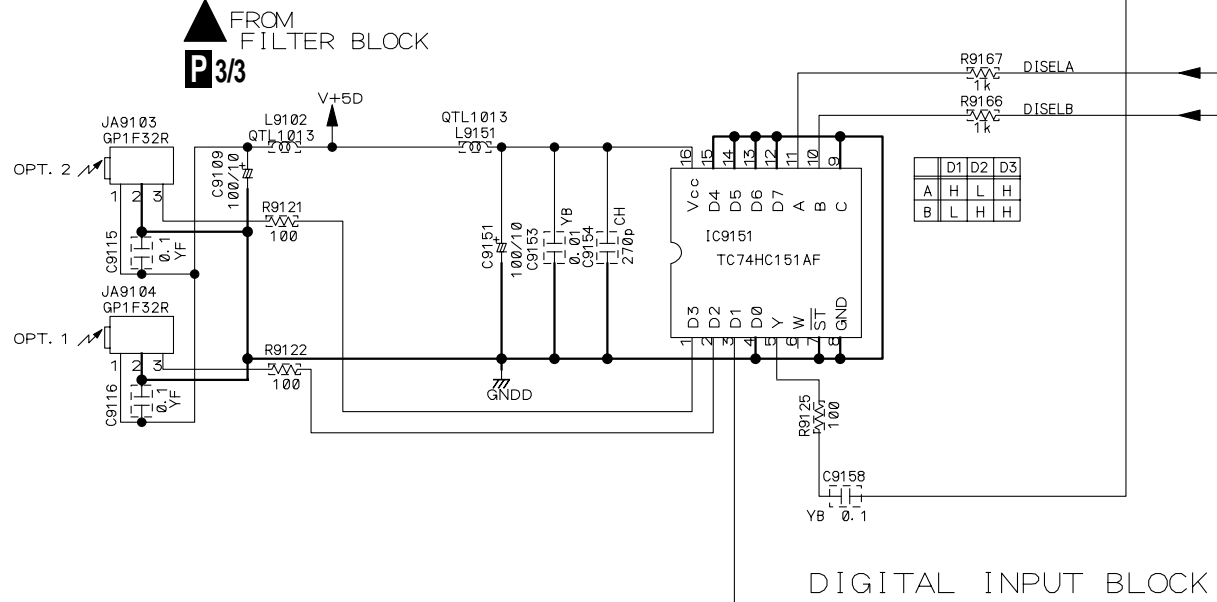 FROM
FILTER BLOCK
P 3/3
V+5D
JA9103
GP1F32R
OPT. 2
1 2 3
C9115
0.1
YF
JA9104
GP1F32R
OPT. 1
1 2 3
C9116
0.1
YF
L9102
QTL1013
C9109
100/10
+
R9121
100
R9122
100
QTL1013
L9151
C9151
100/10
+
C9153
0.01
YB
C9154
270p
CH
GNDD
16 15 14 13 12 11 10 9
Vcc D4 D5 D6 D7 A B C
IC9151
TC74HC151AF
D3 D2 D1 D0 Y W ST GND
1 2 3 4 5 6 7 8
R9167
1k
DISELA
R9166
1k
DISELB
D1 D2 D3
A H L H
B L H H
R9125
100
C9158
YB 0.1
DIGITAL INPUT BLOCK